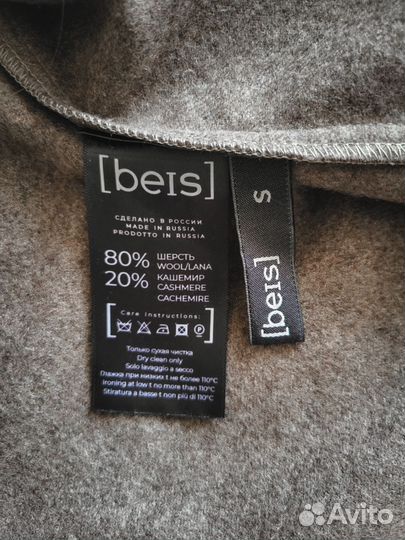 [beIs]
СДЕЛАНО В РОССИИ
MADE IN RUSSIA
PRODOTTO IN RUSSIA
80% ШЕРСТЬ
WOOL/LANA
20% КАШЕМИР
CASHMERE
CACHEMIRE
[ Care instructions: ]
Только сухая чистка
Dry clean only
Solo lavaggio a secco
Глажка при низких t не более 110°C
Ironing at low t no more than 110°C
Stiratura a basse t non più di 110°C
S
[beIs]
Avito